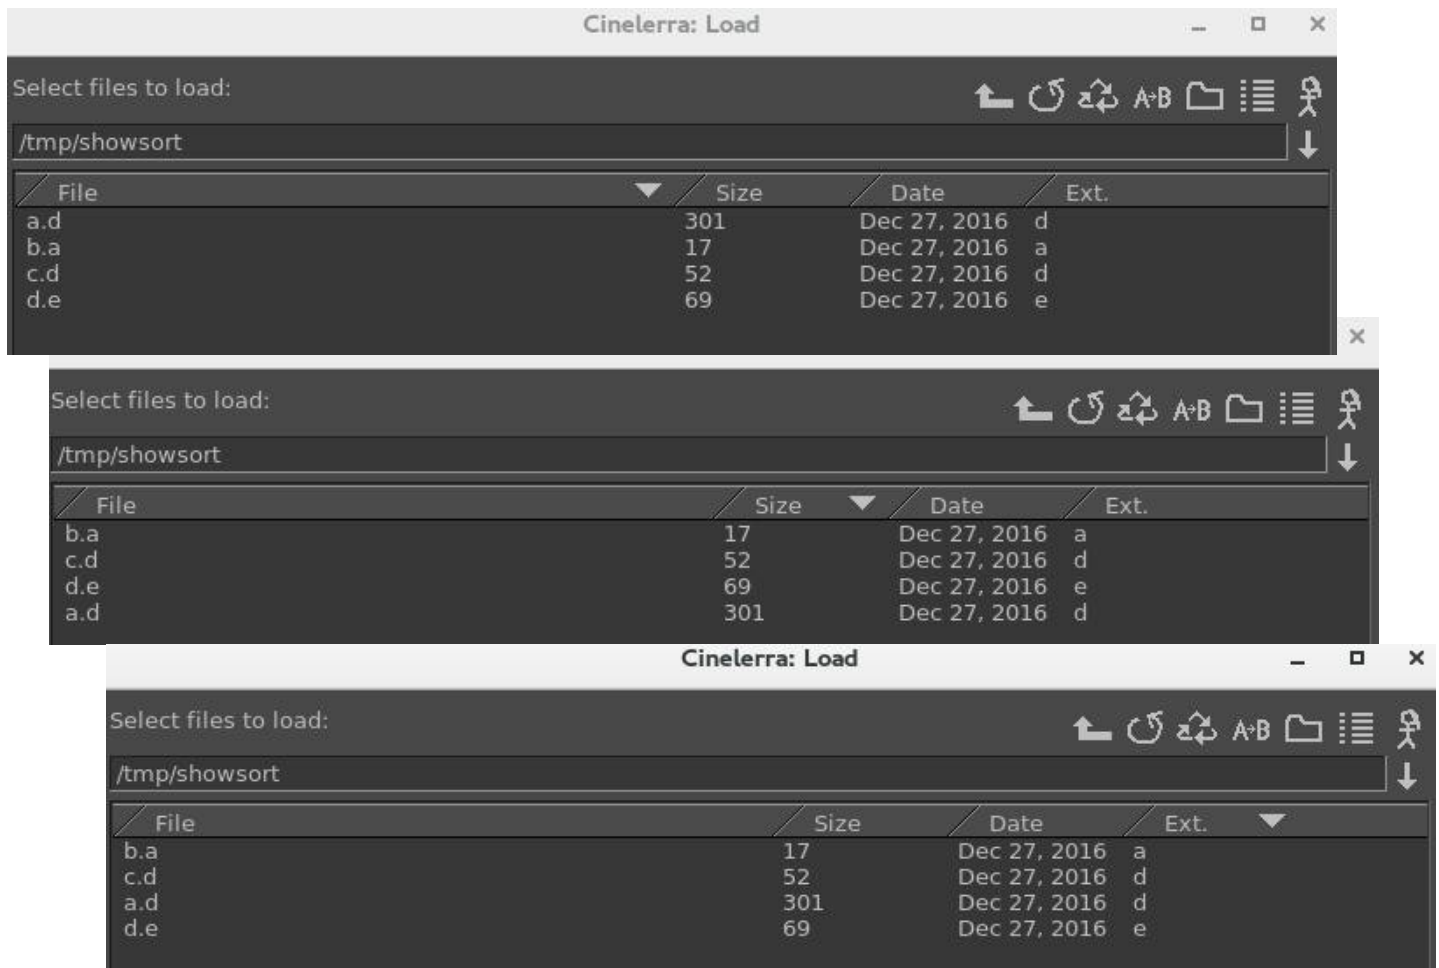 Cinelerra: Load
Select files to load:
A→B
/tmp/showsort
File Size Date Ext.
a.d 301 Dec 27, 2016 d
b.a 17 Dec 27, 2016 a
c.d 52 Dec 27, 2016 d
d.e 69 Dec 27, 2016 e
Select files to load:
A→B
/tmp/showsort
File Size Date Ext.
b.a 17 Dec 27, 2016 a
c.d 52 Dec 27, 2016 d
d.e 69 Dec 27, 2016 e
a.d 301 Dec 27, 2016 d
Cinelerra: Load
Select files to load:
A→B
/tmp/showsort
File Size Date Ext.
b.a 17 Dec 27, 2016 a
c.d 52 Dec 27, 2016 d
a.d 301 Dec 27, 2016 d
d.e 69 Dec 27, 2016 e